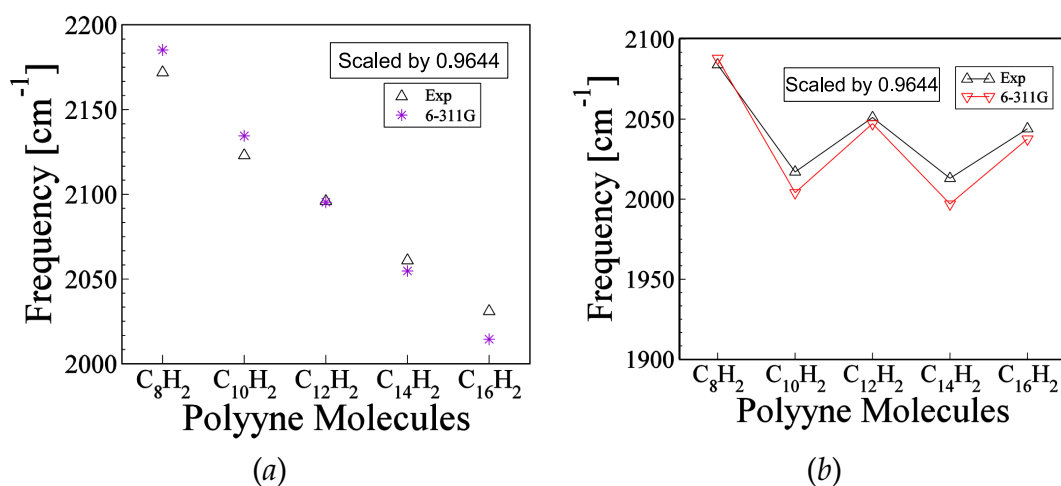 Frequency [cm⁻¹]
2200
2150
2100
2050
2000
Scaled by 0.9644
Exp
6-311G
C₈H₂ C₁₀H₂ C₁₂H₂ C₁₄H₂ C₁₆H₂
Polyyne Molecules
(a)
Frequency [cm⁻¹]
2100
2050
2000
1950
1900
Scaled by 0.9644
Exp
6-311G
C₈H₂ C₁₀H₂ C₁₂H₂ C₁₄H₂ C₁₆H₂
Polyyne Molecules
(b)